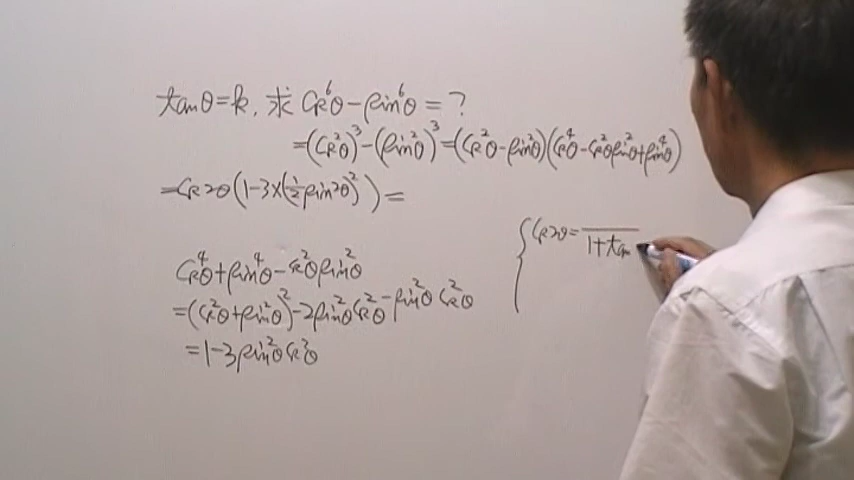 tanθ=k, 求 cos⁶θ-sin⁶θ=?
=(cos²θ)³-(sin²θ)³=(cos²θ-sin²θ)(cos⁴θ-cos²θsin²θ+sin⁴θ)
=cos2θ(1-3×(½sin2θ)²)=
cos2θ=
1+tan
cos⁴θ+sin⁴θ-cos²θsin²θ
=(cos²θ+sin²θ)²-2sin²θcos²θ-sin²θcos²θ
=1-3sin²θcos²θ